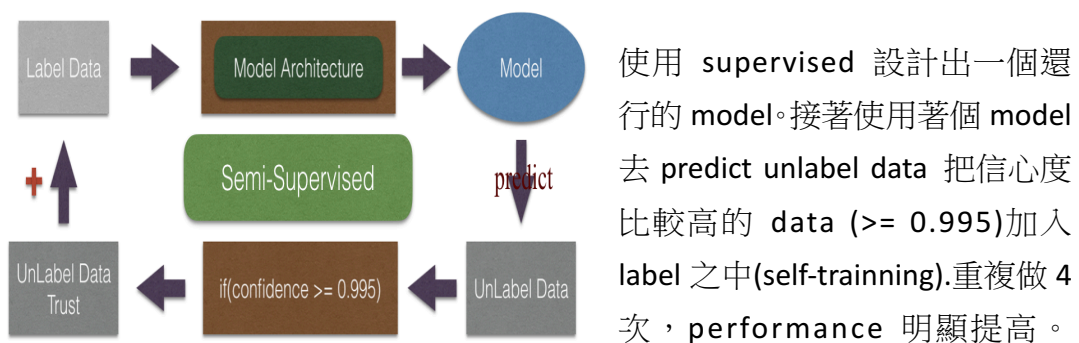 Label Data
Model Architecture
Model
Semi-Supervised
predict
+
UnLabel Data
Trust
if(confidence >= 0.995)
UnLabel Data
使用 supervised 設計出一個還
行的 model。接著使用著個 model
去 predict unlabel data 把信心度
比較高的 data (>= 0.995)加入
label 之中(self-trainning).重複做 4
次，performance 明顯提高。